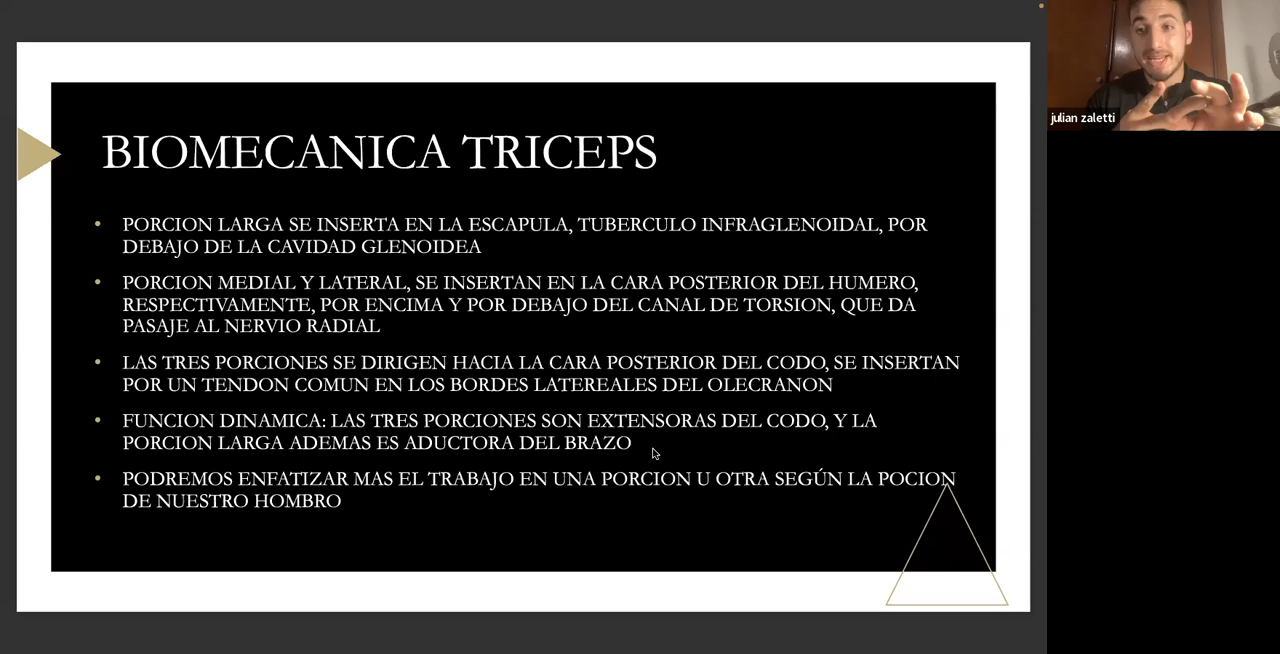 BIOMECANICA TRICEPS
• PORCION LARGA SE INSERTA EN LA ESCAPULA, TUBERCULO INFRAGLENOIDAL, POR
DEBAJO DE LA CAVIDAD GLENOIDEA
• PORCION MEDIAL Y LATERAL, SE INSERTAN EN LA CARA POSTERIOR DEL HUMERO,
RESPECTIVAMENTE, POR ENCIMA Y POR DEBAJO DEL CANAL DE TORSION, QUE DA
PASAJE AL NERVIO RADIAL
• LAS TRES PORCIONES SE DIRIGEN HACIA LA CARA POSTERIOR DEL CODO, SE INSERTAN
POR UN TENDON COMUN EN LOS BORDES LATEREALES DEL OLECRANON
• FUNCION DINAMICA: LAS TRES PORCIONES SON EXTENSORAS DEL CODO, Y LA
PORCION LARGA ADEMAS ES ADUCTORA DEL BRAZO
• PODREMOS ENFATIZAR MAS EL TRABAJO EN UNA PORCION U OTRA SEGÚN LA POCION
DE NUESTRO HOMBRO
julian zaletti